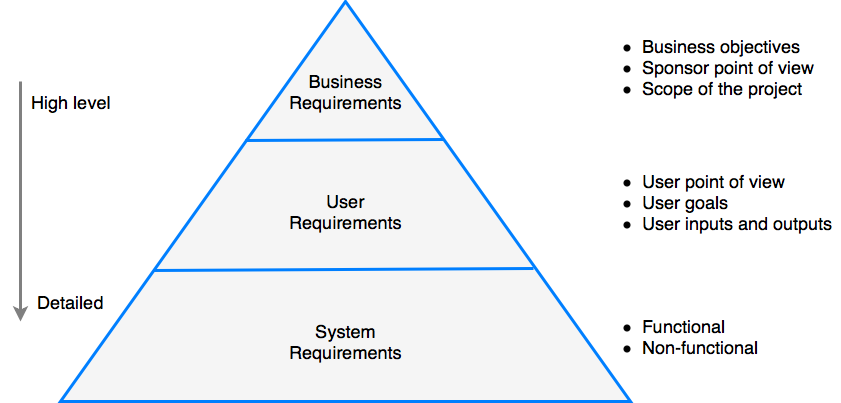 Business
Requirements
• Business objectives
• Sponsor point of view
• Scope of the project
High level
User
Requirements
• User point of view
• User goals
• User inputs and outputs
Detailed
System
Requirements
• Functional
• Non-functional